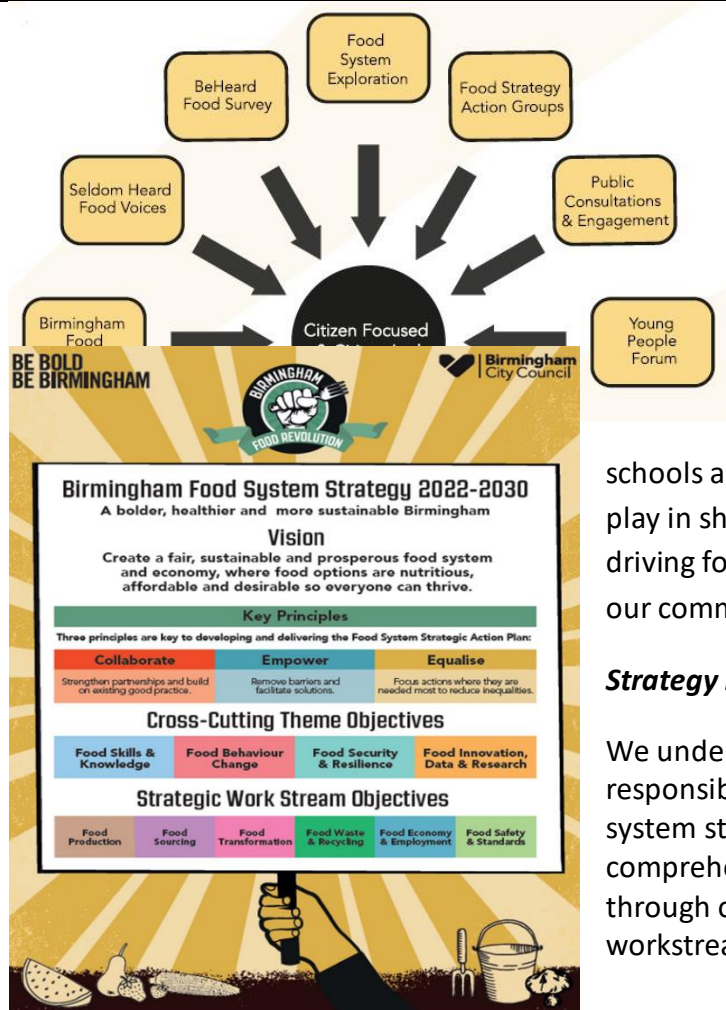 Food
System
Exploration
BeHeard
Food Survey
Food Strategy
Action Groups
Seldom Heard
Food Voices
Public
Consultations
& Engagement
Birmingham
Food
Citizen Focused
Young
People
Forum
BE BOLD
BE BIRMINGHAM
BIRMINGHAM
FOOD REVOLUTION
Birmingham
City Council
Birmingham Food System Strategy 2022-2030
A bolder, healthier and more sustainable Birmingham
Vision
Create a fair, sustainable and prosperous food system
and economy, where food options are nutritious,
affordable and desirable so everyone can thrive.
Key Principles
Three principles are key to developing and delivering the Food System Strategic Action Plan:
Collaborate
Strengthen partnerships and build
on existing good practice.
Empower
Remove barriers and
facilitate solutions.
Equalise
Focus actions where they are
needed most to reduce inequalities.
Cross-Cutting Theme Objectives
Food Skills &
Knowledge
Food Behaviour
Change
Food Security
& Resilience
Food Innovation,
Data & Research
Strategic Work Stream Objectives
Food
Production
Food
Sourcing
Food
Transformation
Food Waste
& Recycling
Food Economy
& Employment
Food Safety
& Standards
schools a
play in sh
driving fo
our comm
Strategy
We unde
responsib
system st
comprehe
through
workstrea